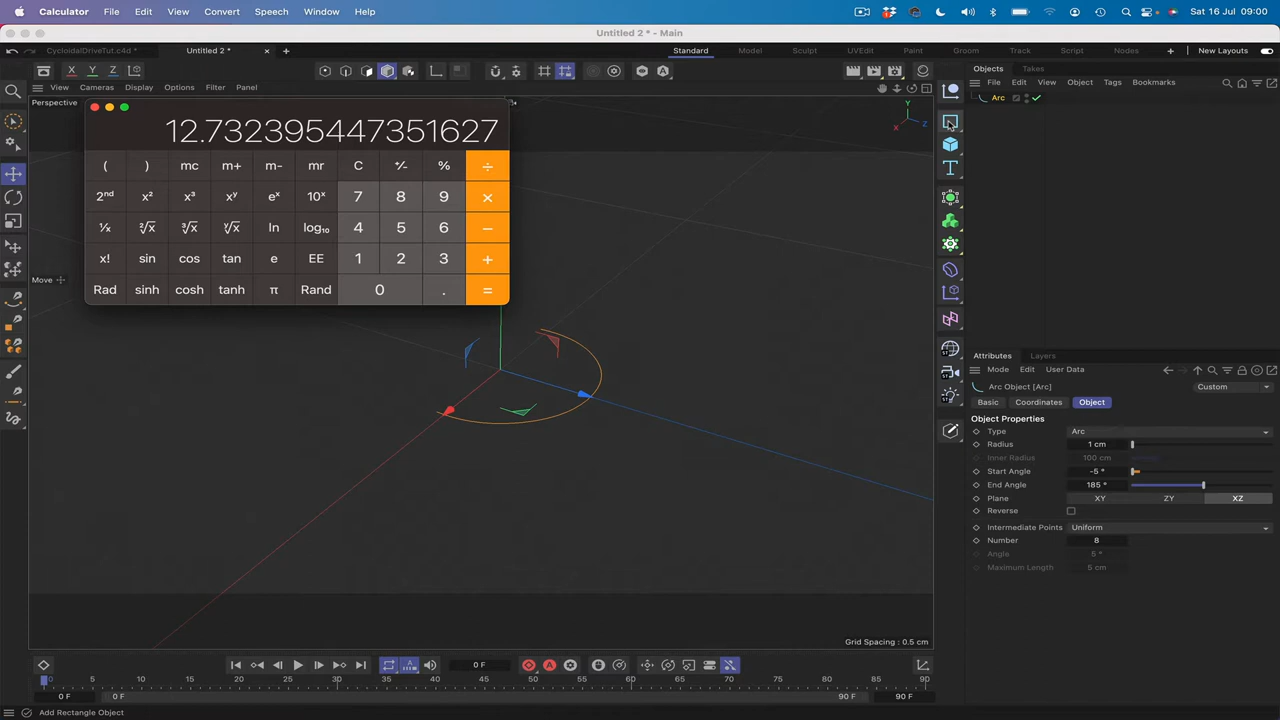 Calculator File Edit View Convert Speech Window Help Sat 16 Jul 09:00
Untitled 2 * - Main
CycloidalDriveTut.c4d * Untitled 2 * Standard Model Sculpt UVEdit Paint Groom Track Script Nodes New Layouts
X Y Z Objects Takes
View Cameras Display Options Filter Panel File Edit View Object Tags Bookmarks
Perspective Y Z X Arc
12.732395447351627
( ) mc m+ m- mr C +/- % ÷
2nd x² x³ xʸ eˣ 10ˣ 7 8 9 ×
1/x ²√x ³√x ʸ√x ln log₁₀ 4 5 6 −
x! sin cos tan e EE 1 2 3 +
Rad sinh cosh tanh π Rand 0 . =
Move
Attributes Layers
Mode Edit User Data
Arc Object [Arc] Custom
Basic Coordinates Object
Object Properties
Type Arc
Radius 1 cm
Inner Radius 100 cm
Start Angle -5 °
End Angle 185 °
Plane XY ZY XZ
Reverse
Intermediate Points Uniform
Number 8
Angle 5 °
Maximum Length 5 cm
Grid Spacing : 0.5 cm
0 F
0 5 10 15 20 25 30 35 40 45 50 55 60 65 70 75 80 85 90
0 F 0 F 90 F 90 F
Add Rectangle Object